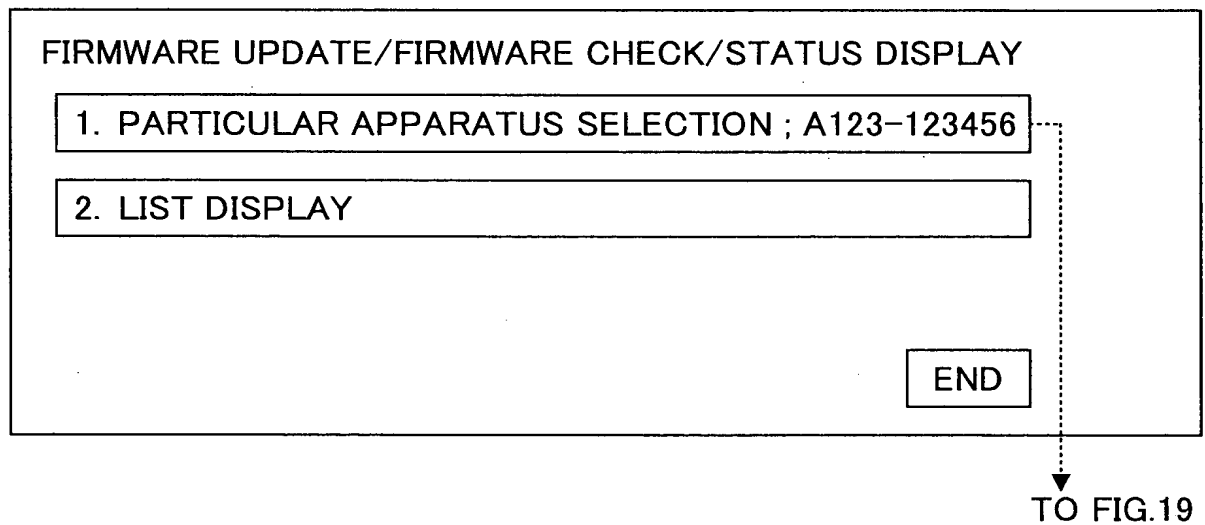 FIRMWARE UPDATE/FIRMWARE CHECK/STATUS DISPLAY
1. PARTICULAR APPARATUS SELECTION ; A123-123456
2. LIST DISPLAY
END
TO FIG.19